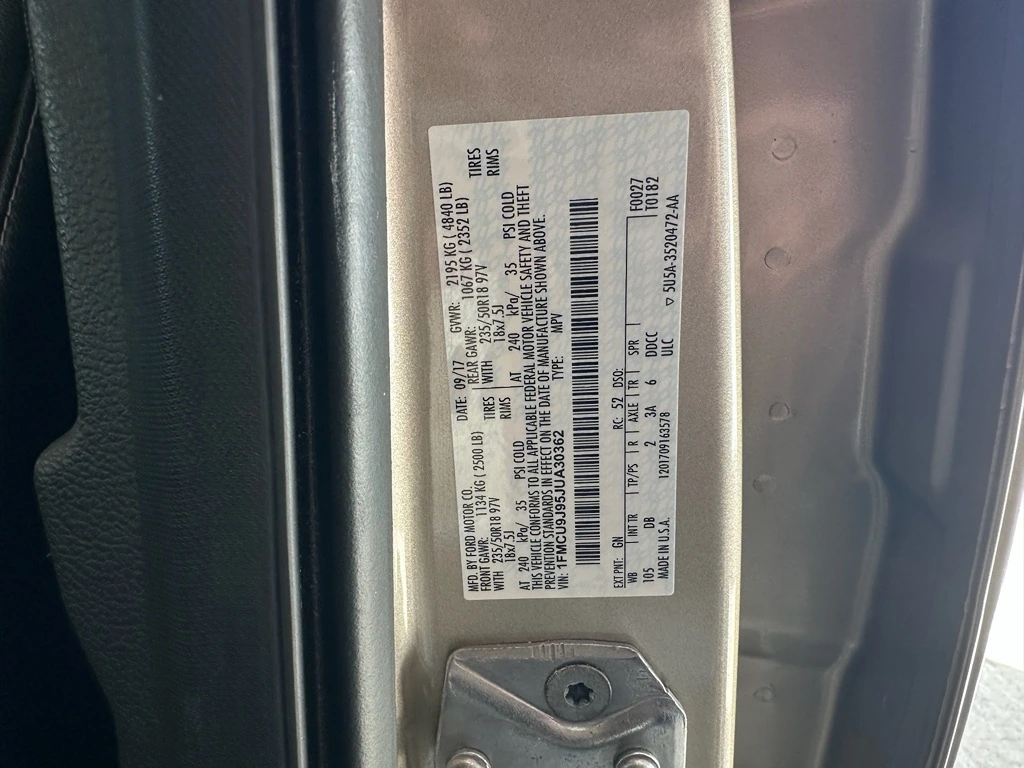 MFD. BY FORD MOTOR CO. DATE: 09/17 GVWR: 2195 KG ( 4840 LB)
FRONT GAWR: 1134 KG ( 2500 LB) REAR GAWR: 1067 KG ( 2352 LB)
WITH 235/50R18 97V TIRES WITH 235/50R18 97V TIRES
18x7.5J RIMS 18x7.5J RIMS
AT 240 kPa/ 35 PSI COLD AT 240 kPa/ 35 PSI COLD
THIS VEHICLE CONFORMS TO ALL APPLICABLE FEDERAL MOTOR VEHICLE SAFETY AND THEFT
PREVENTION STANDARDS IN EFFECT ON THE DATE OF MANUFACTURE SHOWN ABOVE.
VIN: 1FMCU9J95JUA30362 TYPE: MPV
EXT PNT: GN RC: 52 DSO: F0027
WB INT TR TP/PS R AXLE TR SPR T0182
105 DB 2 3A 6 DDCC
MADE IN U.S.A. 1201709163578 ULC ▽ 5U5A-3520472-AA